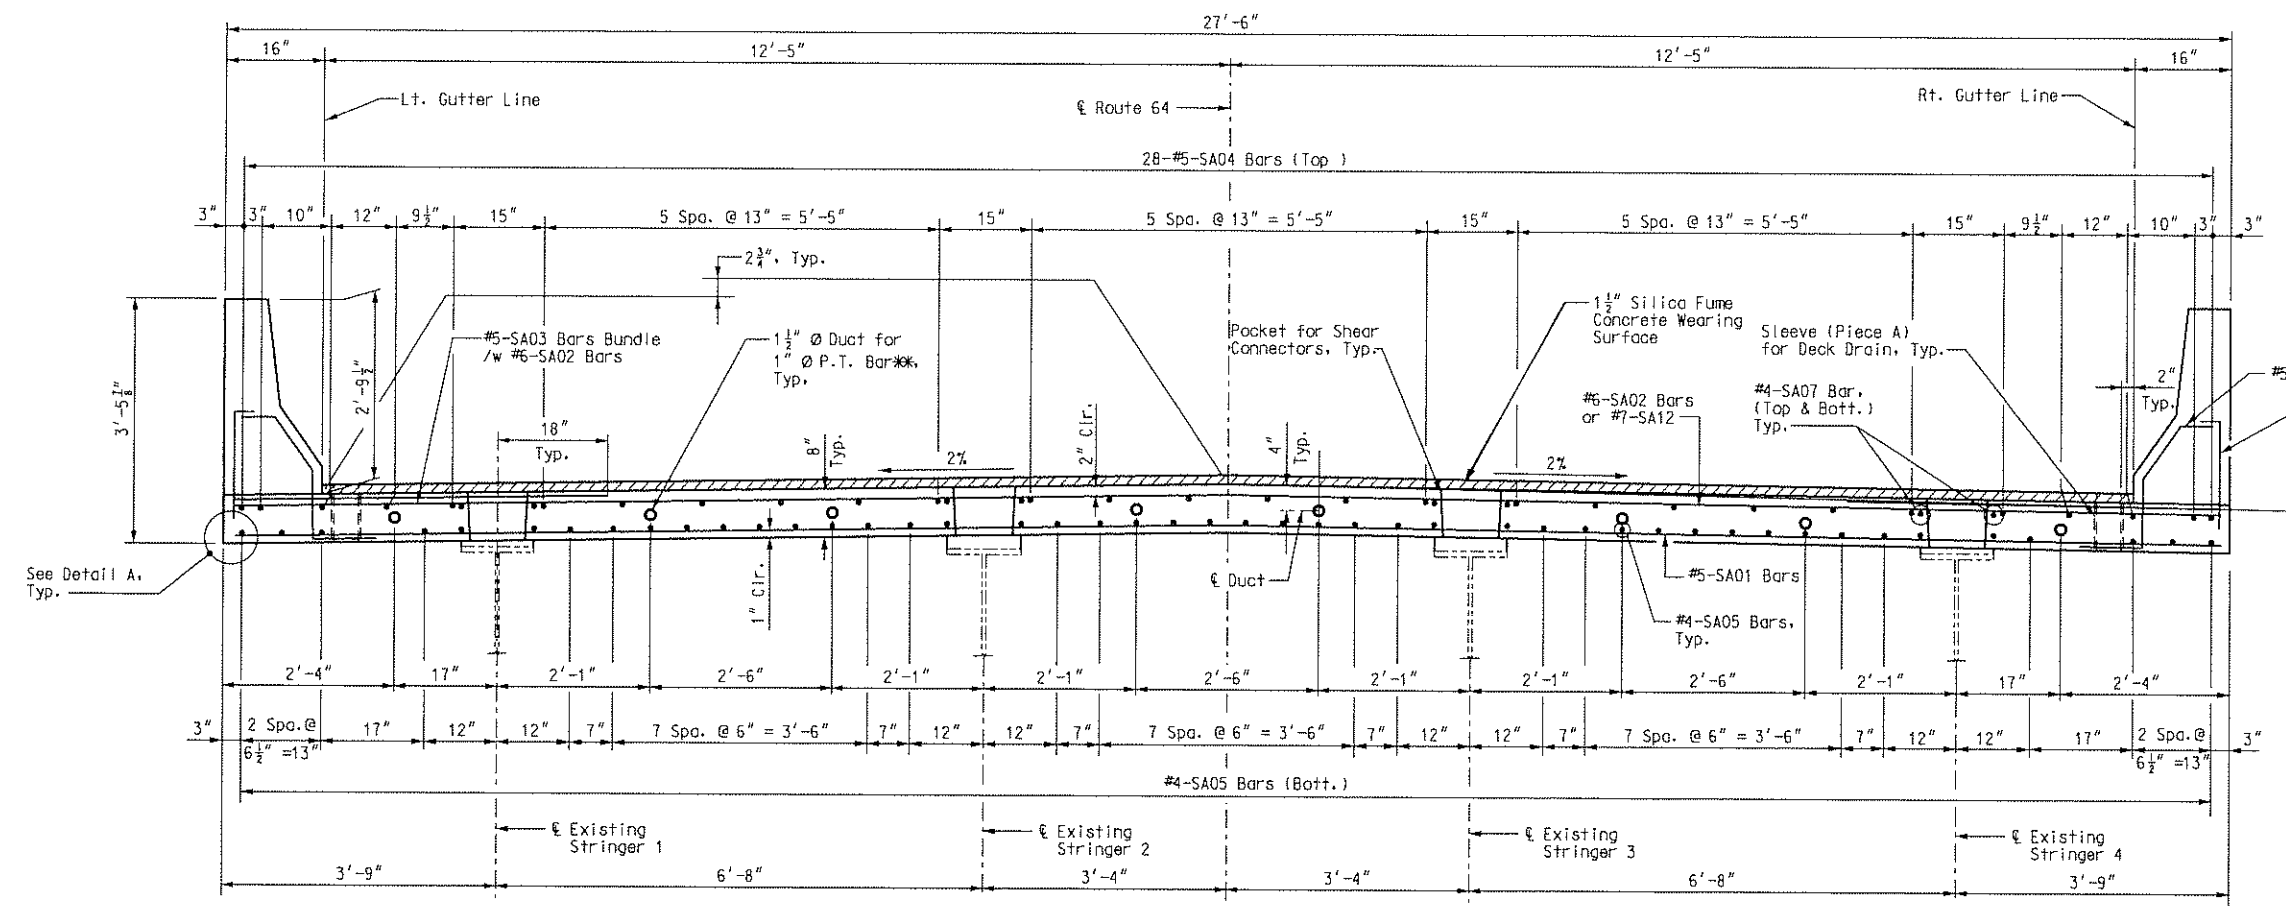 27'-6"
16" 12'-5" 12'-5" 16"
Lt. Gutter Line
℄ Route 64
Rt. Gutter Line
28-#5-SA04 Bars (Top )
3" 3" 10" 12" 9½" 15" 5 Spa. @ 13" = 5'-5" 15" 5 Spa. @ 13" = 5'-5" 15" 5 Spa. @ 13" = 5'-5" 15" 9½" 12" 10" 3" 3"
2¾", Typ.
3'-5⅛"
2'-9½"
#5-SA03 Bars Bundle
/w #6-SA02 Bars
1½" Ø Duct for
1" Ø P.T. Bar**,
Typ.
Pocket for Shear
Connectors, Typ.
1½" Silica Fume
Concrete Wearing
Surface
Sleeve (Piece A)
for Deck Drain, Typ.
#6-SA02 Bars
or #7-SA12
#4-SA07 Bar,
(Top & Bott.)
Typ.
2"
Typ.
#5
18"
Typ.
8"
Typ.
2%
2" Clr.
4"
Typ.
2%
See Detail A,
Typ.
1" Clr.
℄ Duct
#5-SA01 Bars
#4-SA05 Bars,
Typ.
2'-4" 17" 2'-1" 2'-6" 2'-1" 2'-1" 2'-6" 2'-1" 2'-1" 2'-6" 2'-1" 17" 2'-4"
3" 2 Spa.@ 17" 12" 12" 7" 7 Spa. @ 6" = 3'-6" 7" 12" 12" 7" 7 Spa. @ 6" = 3'-6" 7" 12" 12" 7" 7 Spa. @ 6" = 3'-6" 7" 12" 12" 17" 2 Spa.@ 3"
6½" =13" 6½" =13"
#4-SA05 Bars (Bott.)
℄ Existing
Stringer 1
℄ Existing
Stringer 2
℄ Existing
Stringer 3
℄ Existing
Stringer 4
3'-9" 6'-8" 3'-4" 3'-4" 6'-8" 3'-9"